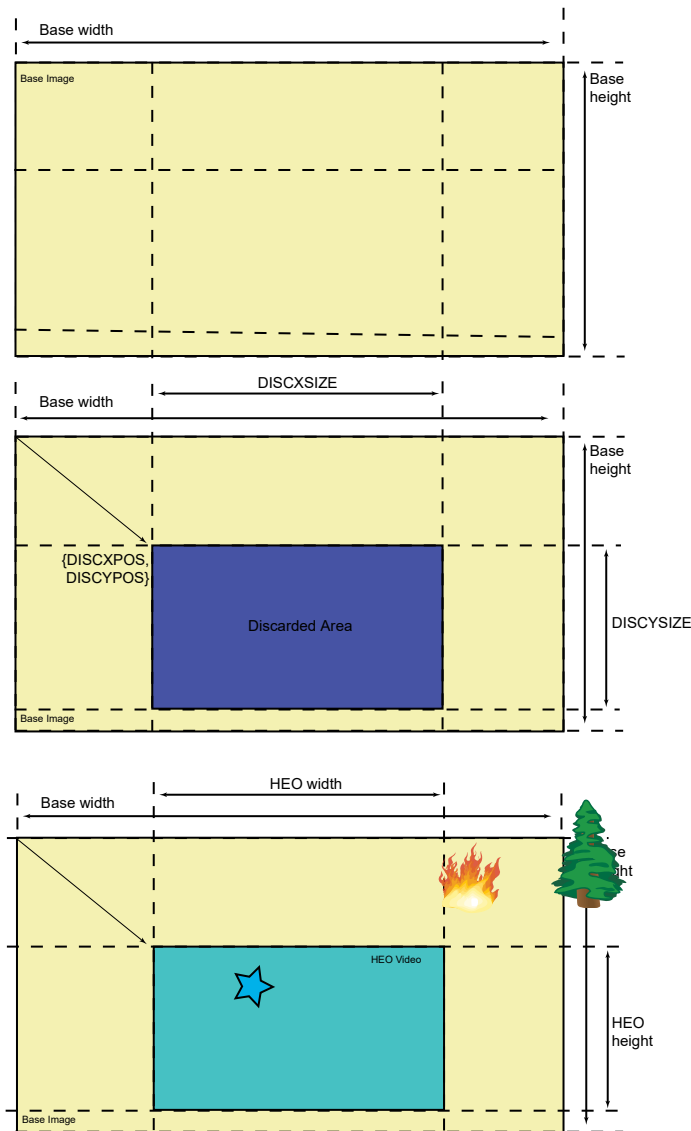 Base width
Base Image
Base
height
DISCXSIZE
Base width
Base
height
{DISCXPOS,
DISCYPOS}
Discarded Area
DISCYSIZE
Base Image
HEO width
Base width
HEO Video
HEO
height
Base Image